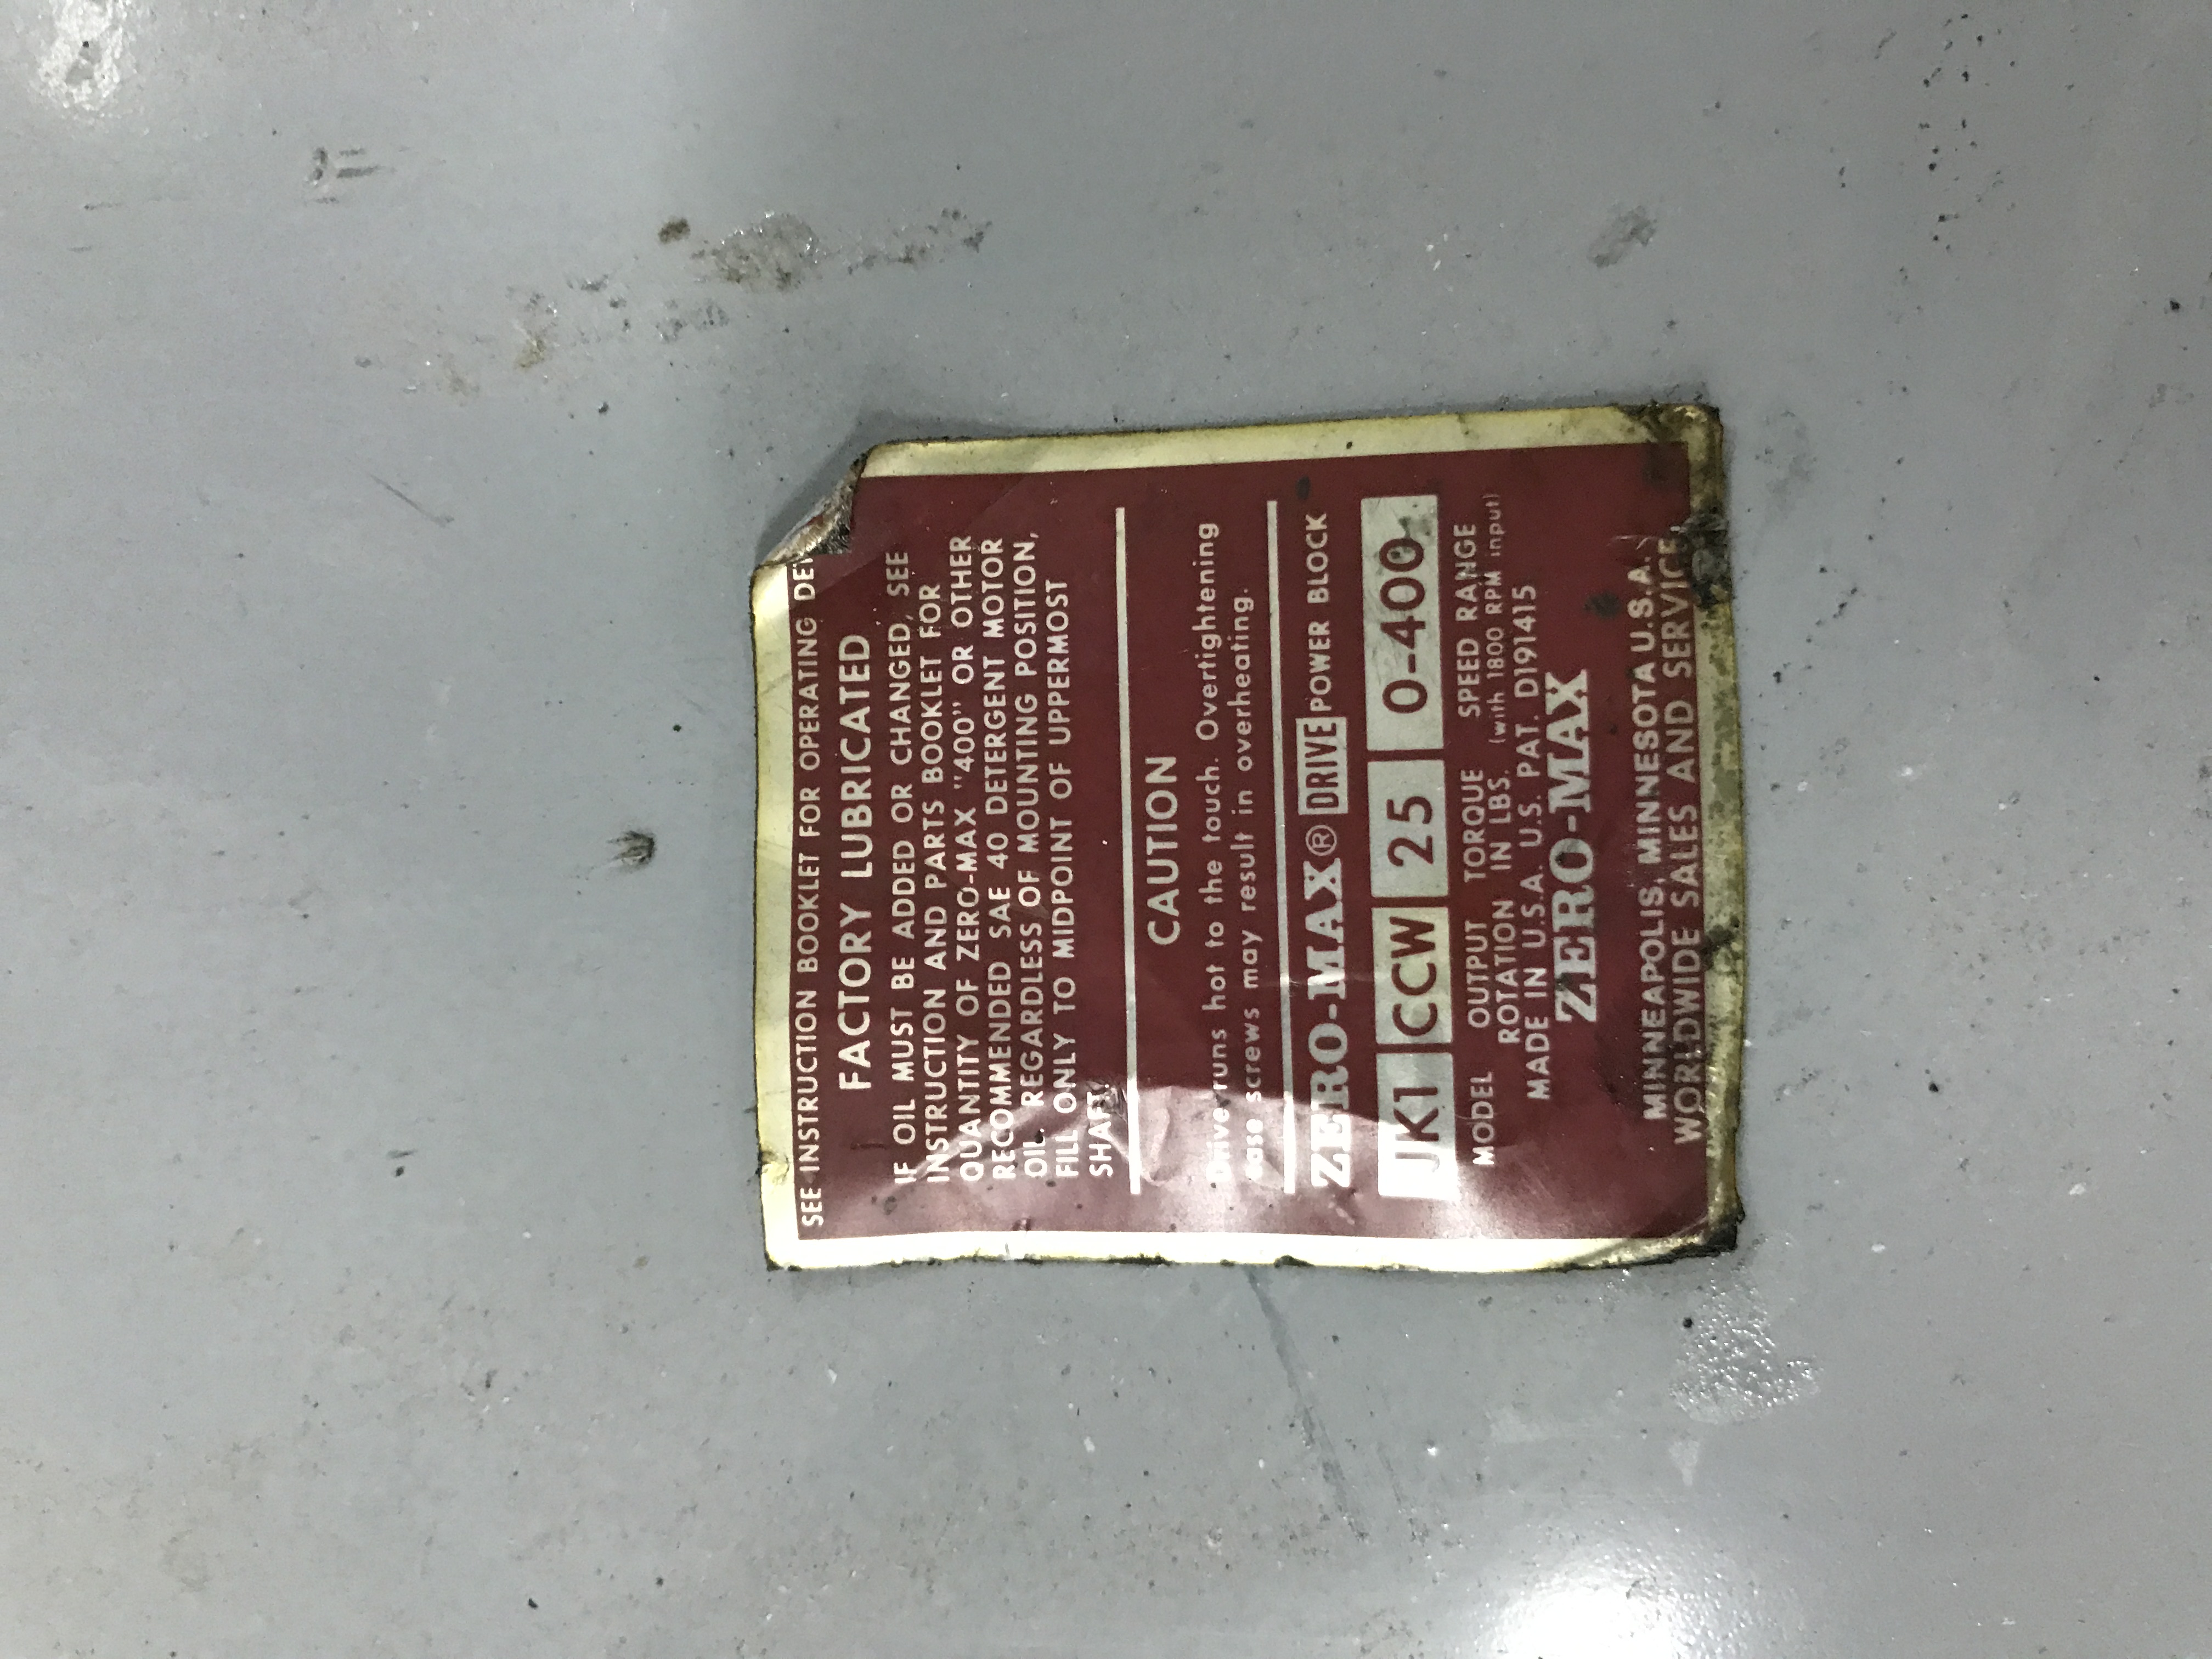 SEE INSTRUCTION BOOKLET FOR OPERATING
FACTORY LUBRICATED
IF OIL MUST BE ADDED OR CHANGED, SEE
INSTRUCTION AND PARTS BOOKLET FOR
QUANTITY OF ZERO-MAX "400" OR OTHER
RECOMMENDED SAE 40 DETERGENT MOTOR
OIL. REGARDLESS OF MOUNTING POSITION,
FILL ONLY TO MIDPOINT OF UPPERMOST
SHAFT.
CAUTION
Drive runs hot to the touch. Overtightening
case screws may result in overheating.
ZERO-MAX® DRIVE POWER BLOCK
JK1 CCW 25 0-400
MODEL OUTPUT TORQUE SPEED RANGE
ROTATION IN LBS. (with 1800 RPM input)
MADE IN U.S.A. U.S. PAT. D191415
ZERO-MAX
MINNEAPOLIS, MINNESOTA U.S.A.
WORLDWIDE SALES AND SERVICE